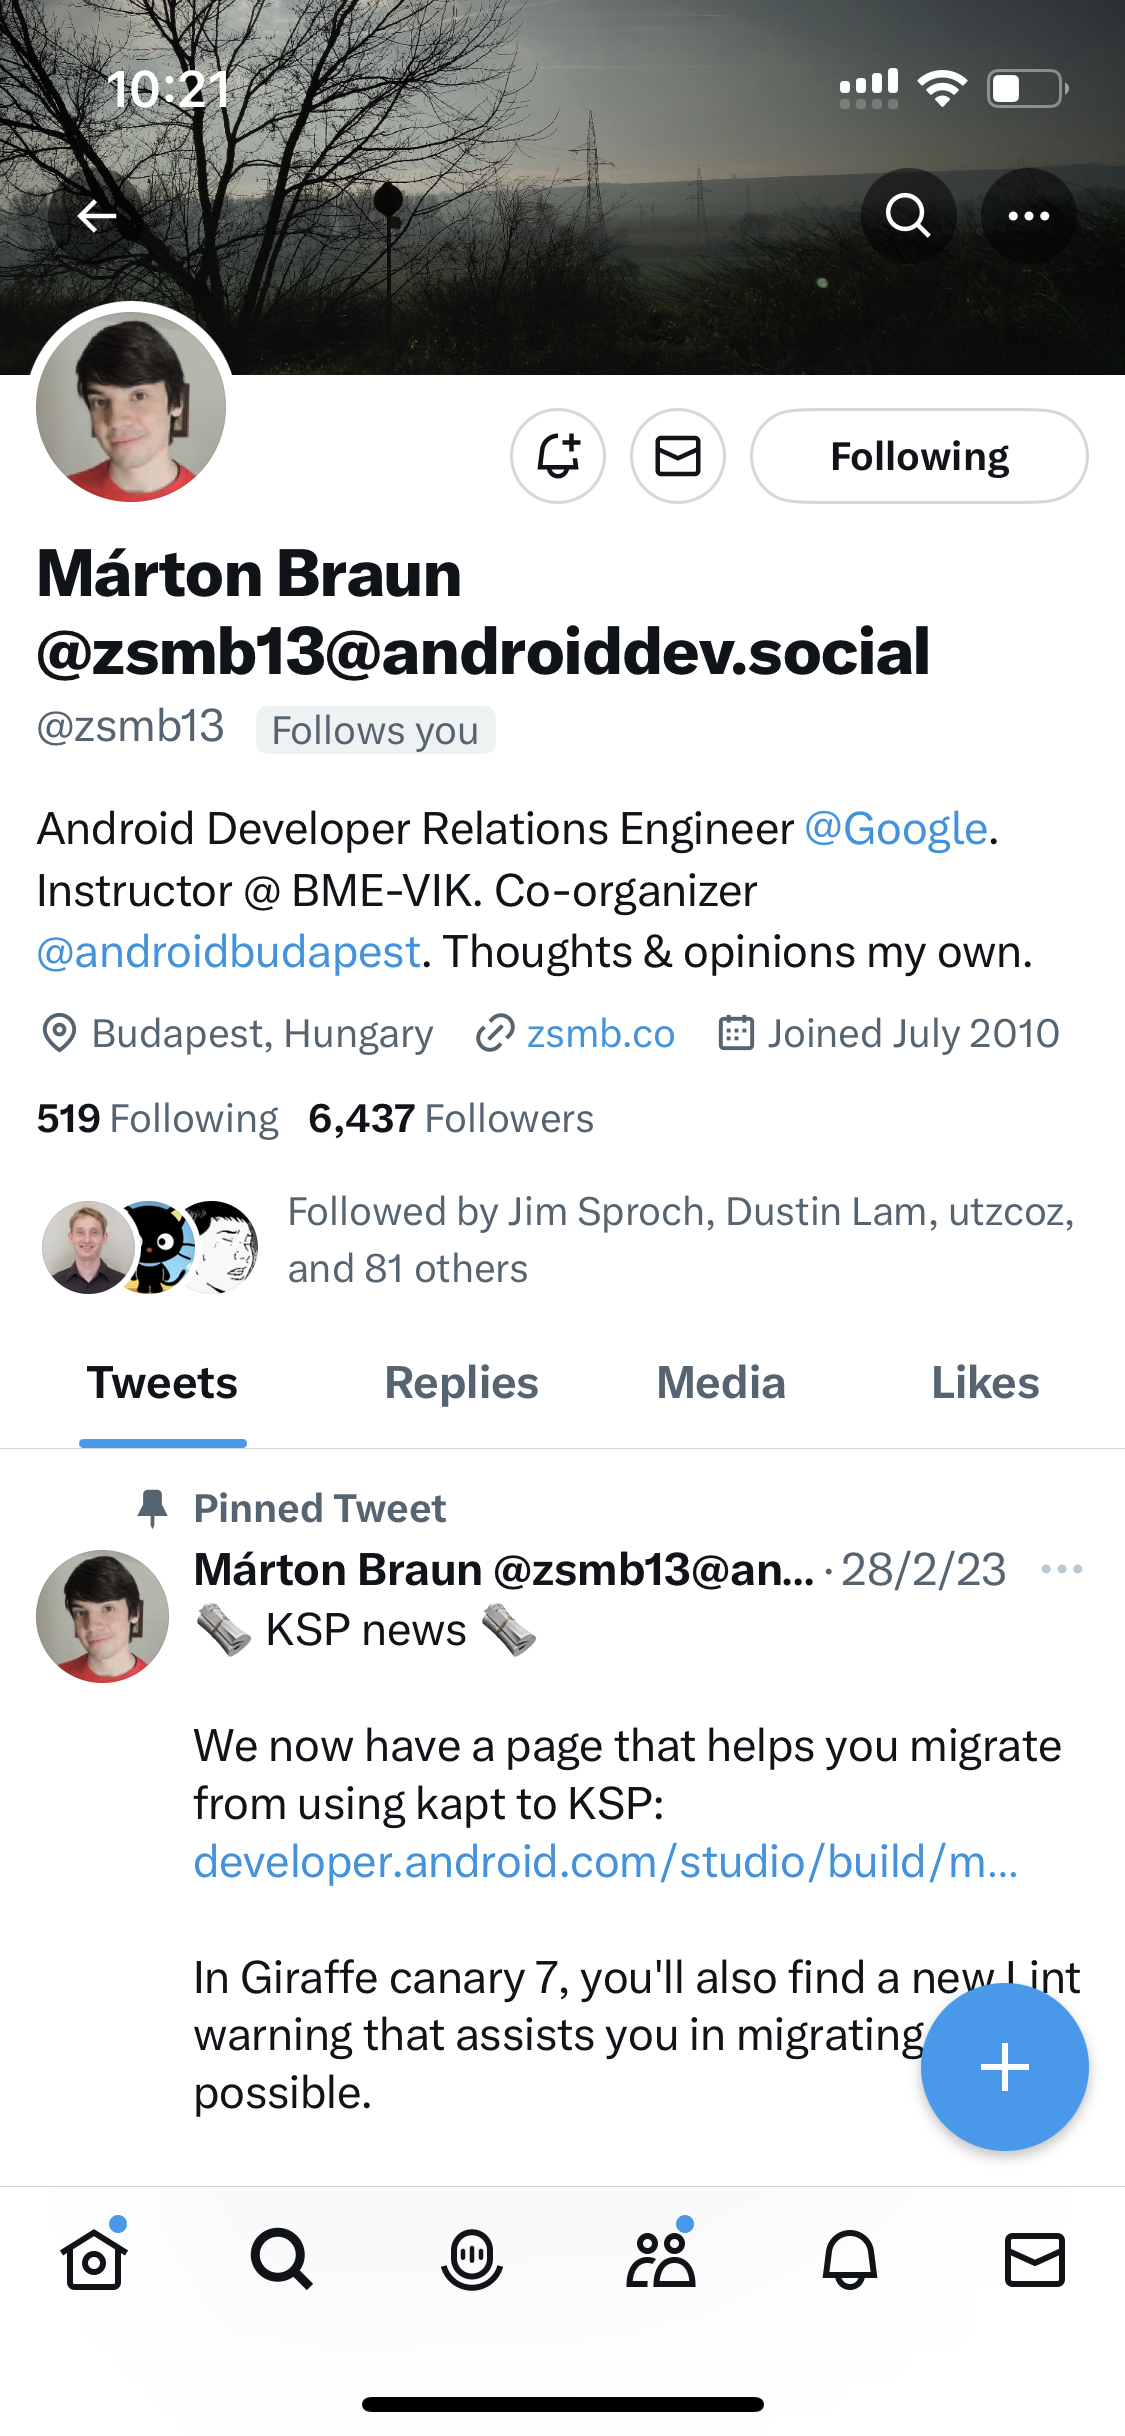 10:21
Following
Márton Braun
@zsmb13@androiddev.social
@zsmb13 Follows you
Android Developer Relations Engineer @Google.
Instructor @ BME-VIK. Co-organizer
@androidbudapest. Thoughts & opinions my own.
Budapest, Hungary zsmb.co Joined July 2010
519 Following 6,437 Followers
Followed by Jim Sproch, Dustin Lam, utzcoz,
and 81 others
Tweets Replies Media Likes
Pinned Tweet
Márton Braun @zsmb13@an... · 28/2/23
🗞️ KSP news 🗞️
We now have a page that helps you migrate
from using kapt to KSP:
developer.android.com/studio/build/m...
In Giraffe canary 7, you'll also find a new Lint
warning that assists you in migrating
possible.